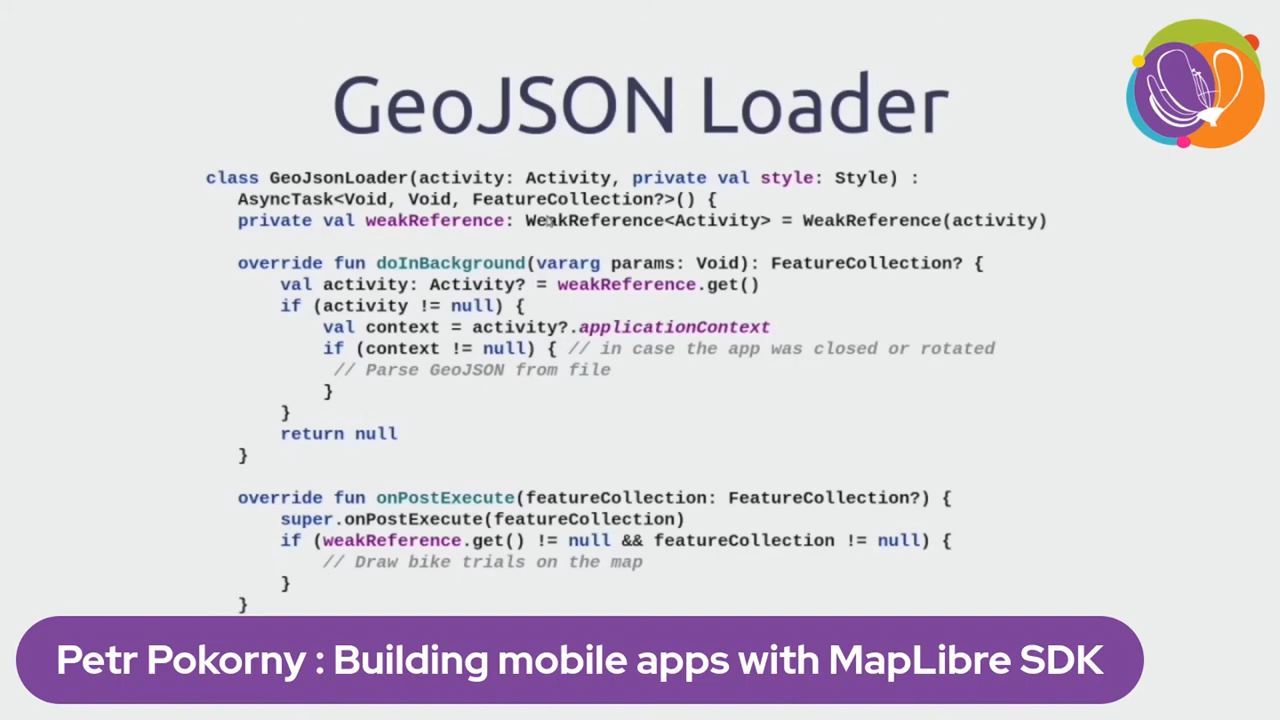 GeoJSON Loader
class GeoJsonLoader(activity: Activity, private val style: Style) :
AsyncTask<Void, Void, FeatureCollection?>() {
private val weakReference: WeakReference<Activity> = WeakReference(activity)
override fun doInBackground(vararg params: Void): FeatureCollection? {
val activity: Activity? = weakReference.get()
if (activity != null) {
val context = activity?.applicationContext
if (context != null) { // in case the app was closed or rotated
// Parse GeoJSON from file
}
}
return null
}
override fun onPostExecute(featureCollection: FeatureCollection?) {
super.onPostExecute(featureCollection)
if (weakReference.get() != null && featureCollection != null) {
// Draw bike trials on the map
}
}
Petr Pokorny : Building mobile apps with MapLibre SDK